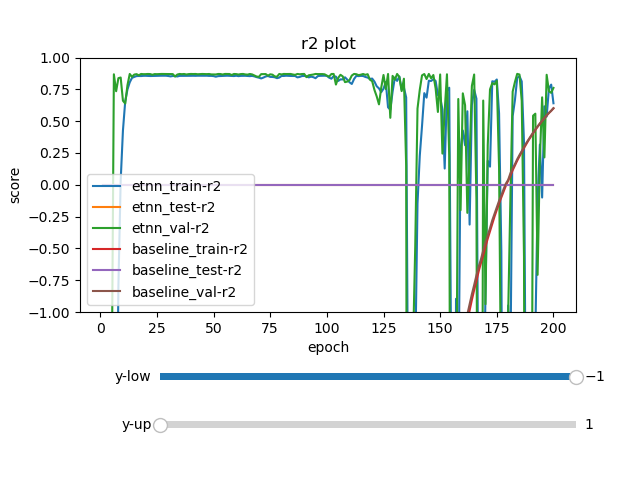 r2 plot
1.00
0.75
0.50
0.25
0.00
−0.25
−0.50
−0.75
−1.00
score
etnn_train-r2
etnn_test-r2
etnn_val-r2
baseline_train-r2
baseline_test-r2
baseline_val-r2
0 25 50 75 100 125 150 175 200
epoch
y-low −1
y-up 1